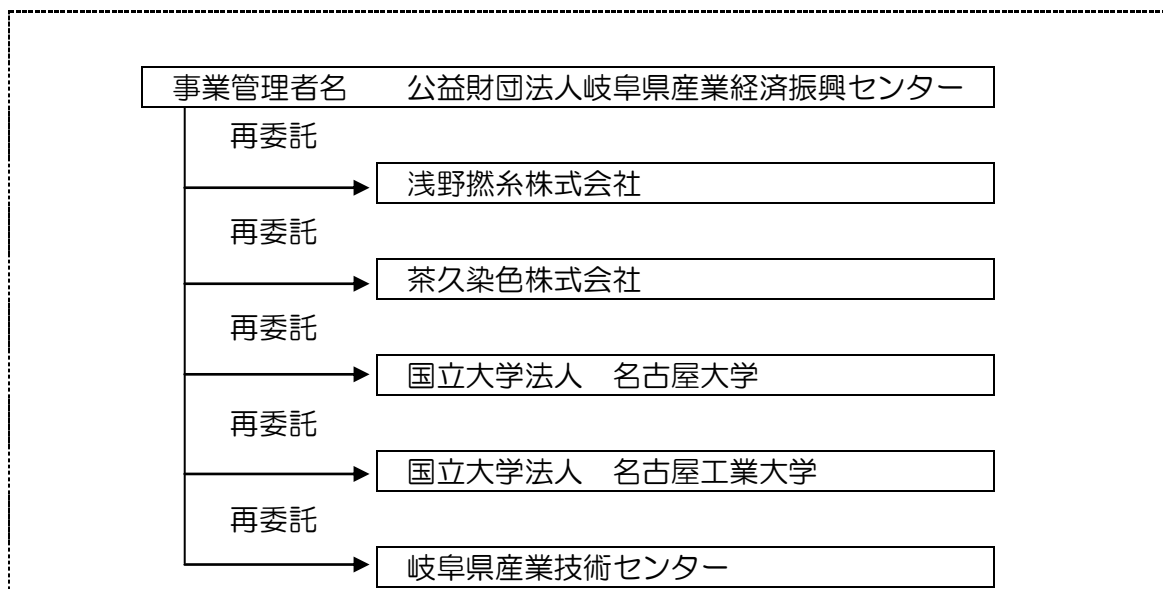 事業管理者名　公益財団法人岐阜県産業経済振興センター
再委託
浅野撚糸株式会社
再委託
茶久染色株式会社
再委託
国立大学法人　名古屋大学
再委託
国立大学法人　名古屋工業大学
再委託
岐阜県産業技術センター